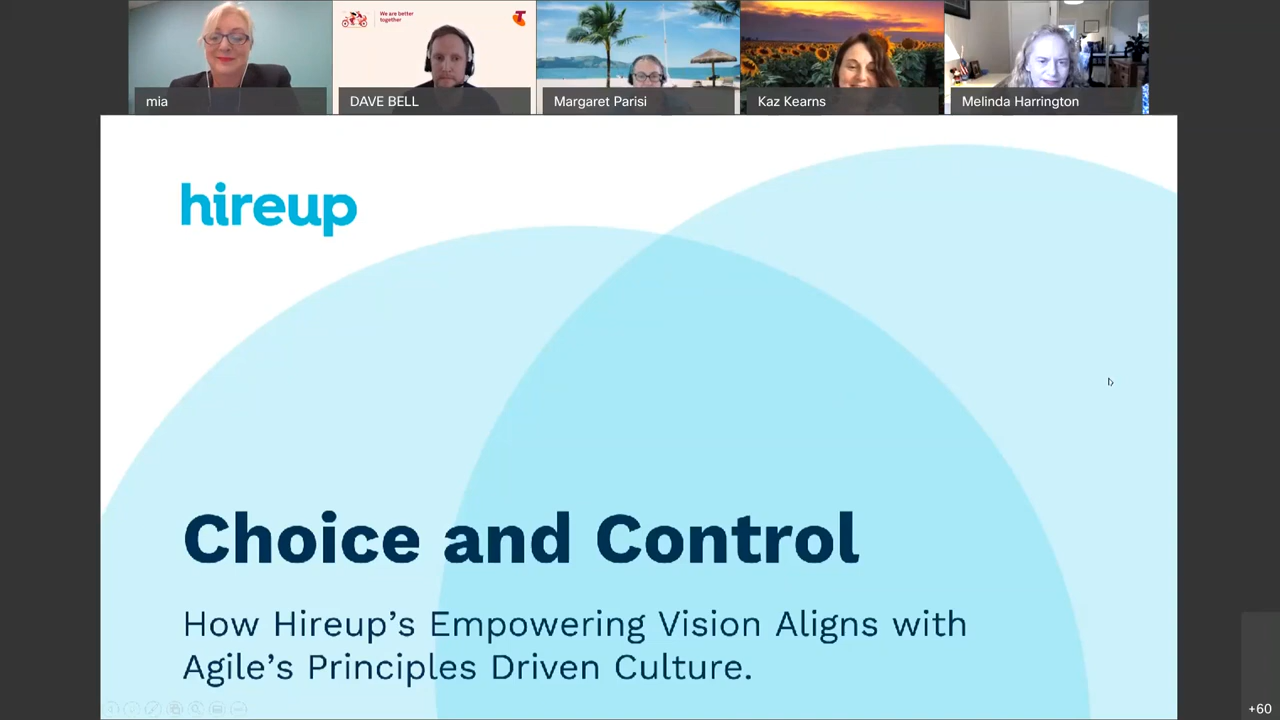 We are better
together
mia
DAVE BELL
Margaret Parisi
Kaz Kearns
Melinda Harrington
hireup
Choice and Control
How Hireup's Empowering Vision Aligns with
Agile's Principles Driven Culture.
+60